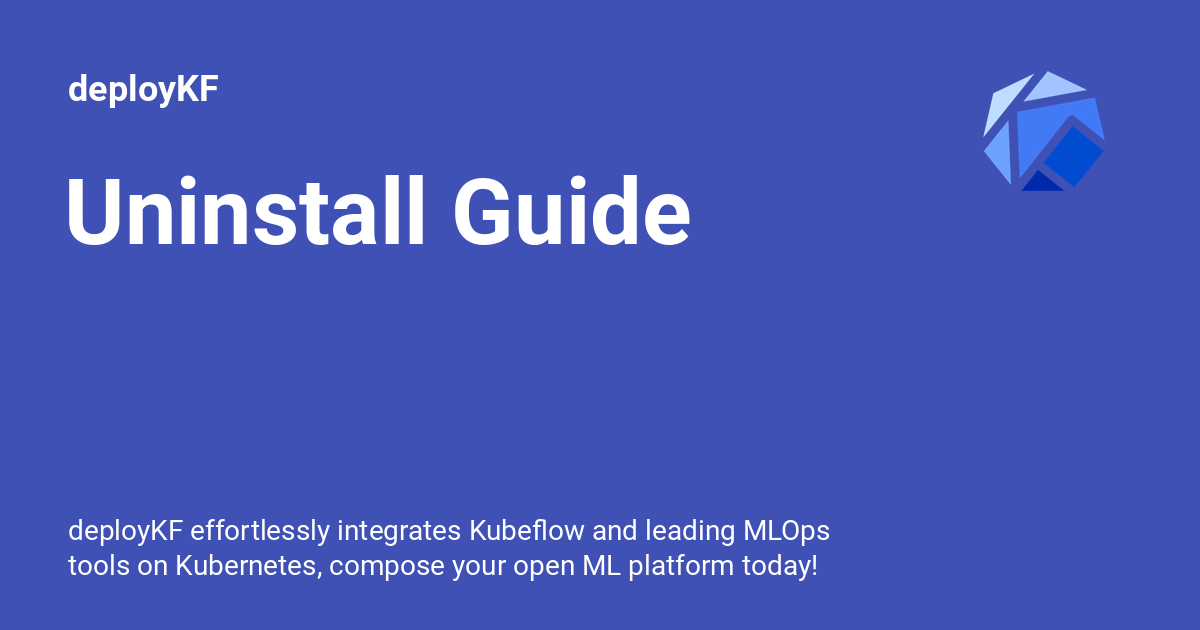 deployKF
Uninstall Guide
deployKF effortlessly integrates Kubeflow and leading MLOps
tools on Kubernetes, compose your open ML platform today!